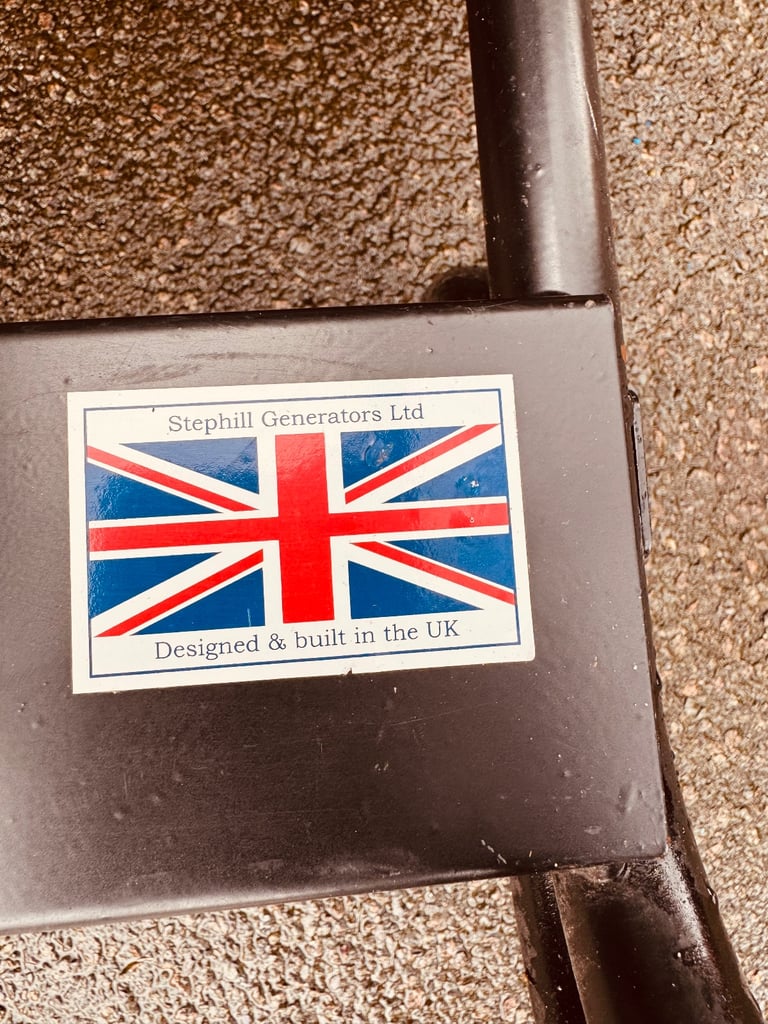 Stephill Generators Ltd
Designed & built in the UK